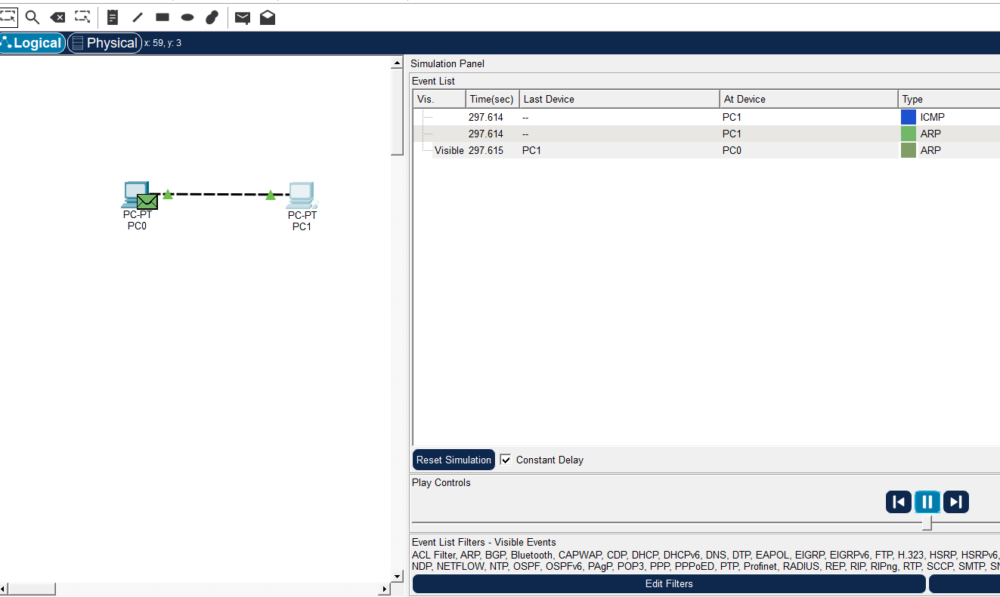 Logical Physical x: 59, y: 3
Simulation Panel
Event List
Vis. Time(sec) Last Device At Device Type
297.614 -- PC1 ICMP
297.614 -- PC1 ARP
Visible 297.615 PC1 PC0 ARP
PC-PT
PC0
PC-PT
PC1
Reset Simulation Constant Delay
Play Controls
Event List Filters - Visible Events
ACL Filter, ARP, BGP, Bluetooth, CAPWAP, CDP, DHCP, DHCPv6, DNS, DTP, EAPOL, EIGRP, EIGRPv6, FTP, H.323, HSRP, HSRPv6,
NDP, NETFLOW, NTP, OSPF, OSPFv6, PAgP, POP3, PPP, PPPoED, PTP, Profinet, RADIUS, REP, RIP, RIPng, RTP, SCCP, SMTP,
Edit Filters